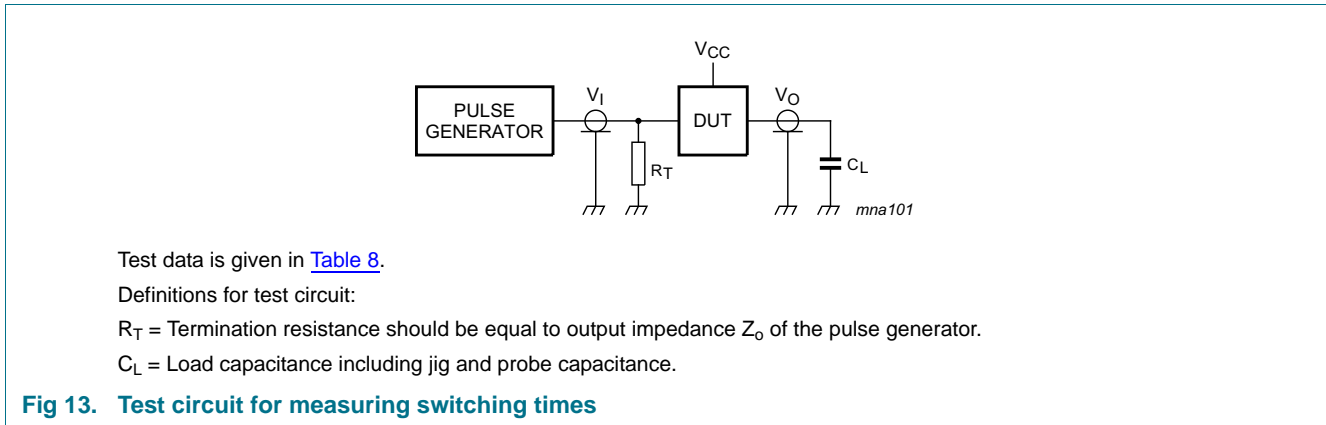 VCC
PULSE
GENERATOR
VI
DUT
VO
RT
CL
mna101
Test data is given in Table 8.
Definitions for test circuit:
RT = Termination resistance should be equal to output impedance Zo of the pulse generator.
CL = Load capacitance including jig and probe capacitance.
Fig 13. Test circuit for measuring switching times